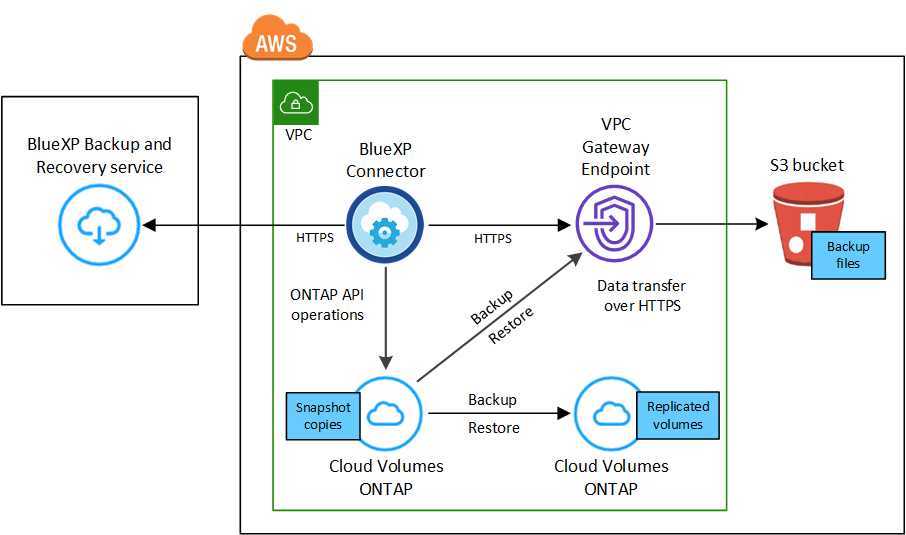 AWS
VPC
BlueXP Backup and
Recovery service
BlueXP
Connector
VPC
Gateway
Endpoint
S3 bucket
Backup
files
HTTPS
HTTPS
ONTAP API
operations
Backup
Restore
Data transfer
over HTTPS
Snapshot
copies
Backup
Restore
Replicated
volumes
Cloud Volumes
ONTAP
Cloud Volumes
ONTAP